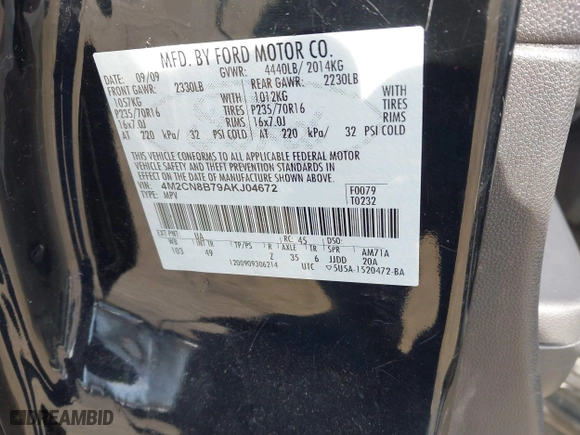 MFD. BY FORD MOTOR CO.
DATE: 09/09 GVWR: 4440LB/ 2014KG
FRONT GAWR: 2330LB REAR GAWR: 2230LB
1057KG WITH 1012KG WITH
P235/70R16 TIRES P235/70R16 TIRES
16x7.0J RIMS 16x7.0J RIMS
AT 220 kPa/ 32 PSI COLD AT 220 kPa/ 32 PSI COLD
THIS VEHICLE CONFORMS TO ALL APPLICABLE FEDERAL MOTOR
VEHICLE SAFETY AND THEFT PREVENTION STANDARDS IN
EFFECT ON THE DATE OF MANUFACTURE SHOWN ABOVE.
VIN: 4M2CN8B79AKJ04672 F0079
TYPE: MPV T0232
EXT PNT: UA RC: 45 DSO:
WB INT TR TP/PS R AXLE TR SPR AM71A
103 49 Z 35 6 JJDD 20A
1200909306214 UTC ▽5U5A-1520472-BA
DREAMBID